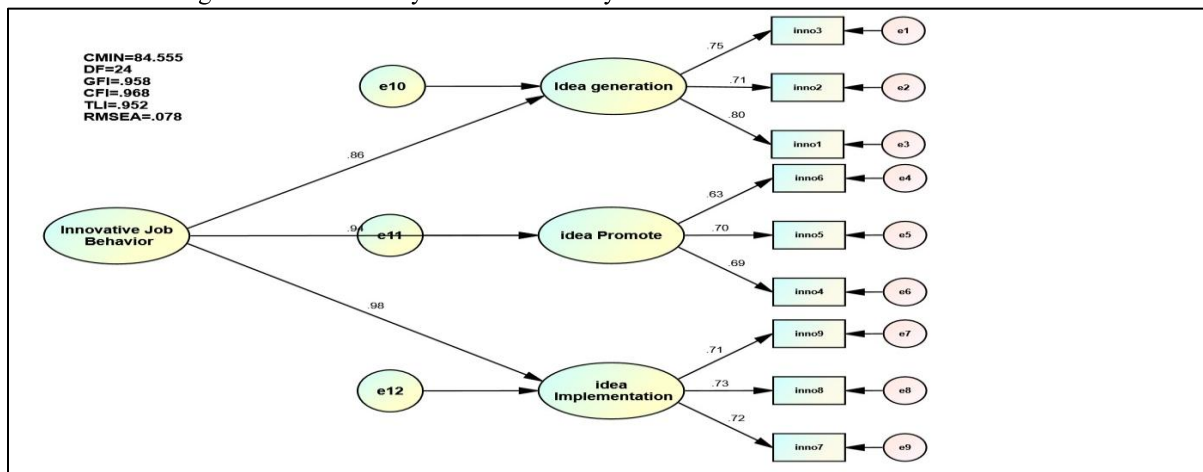 CMIN=84.555
DF=24
GFI=.958
CFI=.968
TLI=.952
RMSEA=.078
e10
Idea generation
.75
inno3
e1
.71
inno2
e2
.80
inno1
e3
.86
Innovative Job
Behavior
.94
e11
idea Promote
.63
inno6
e4
.70
inno5
e5
.69
inno4
e6
.98
e12
idea
Implementation
.71
inno9
e7
.73
inno8
e8
.72
inno7
e9